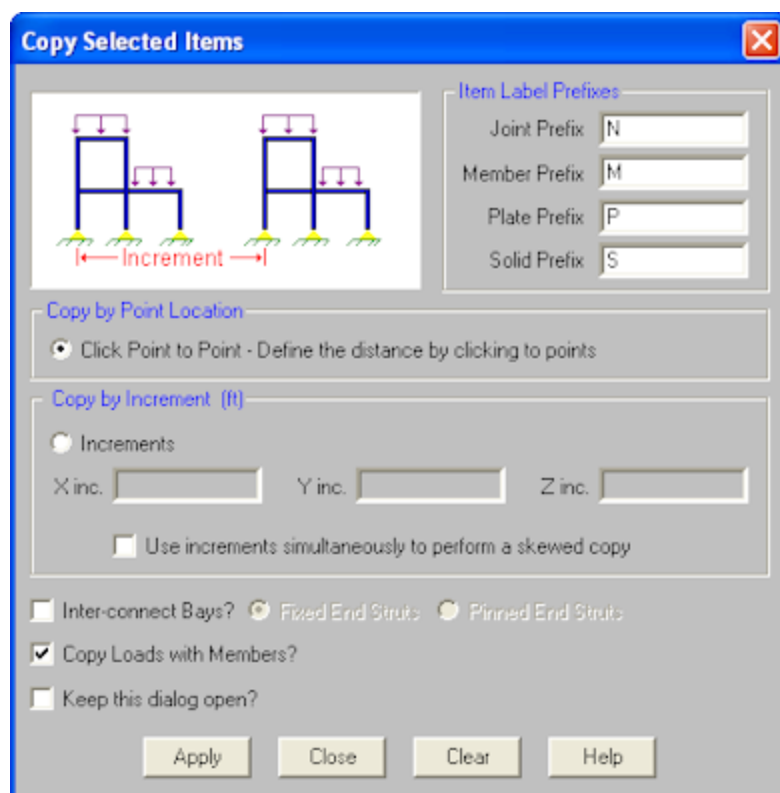 Copy Selected Items
Increment
Item Label Prefixes
Joint Prefix N
Member Prefix M
Plate Prefix P
Solid Prefix S
Copy by Point Location
Click Point to Point - Define the distance by clicking to points
Copy by Increment (ft)
Increments
X inc. Y inc. Z inc.
Use increments simultaneously to perform a skewed copy
Inter-connect Bays? Fixed End Struts Pinned End Struts
Copy Loads with Members?
Keep this dialog open?
Apply Close Clear Help